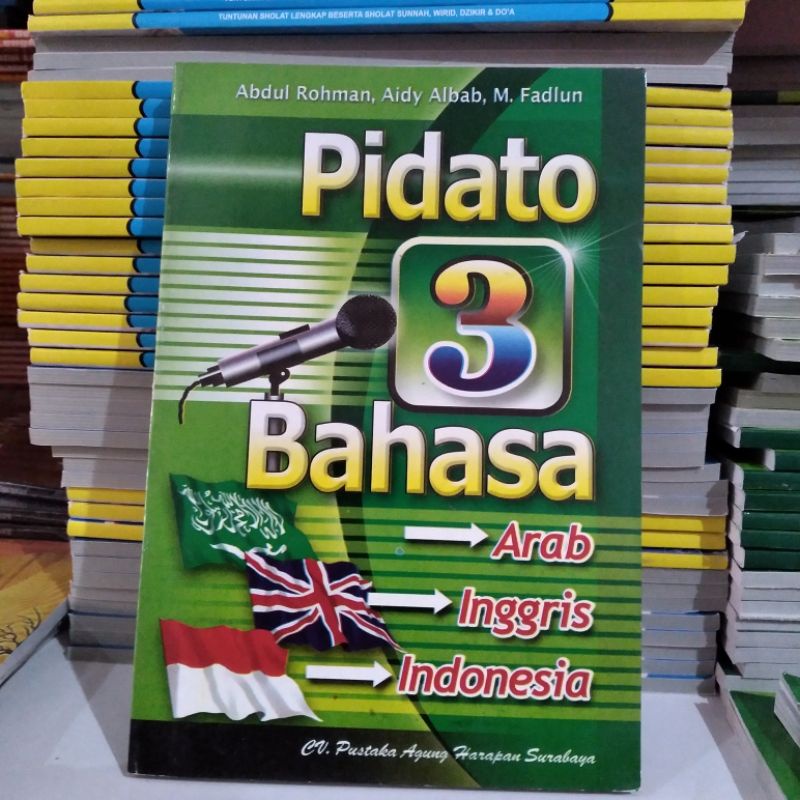 TUNTUNAN SHOLAT LENGKAP BESERTA SHOLAT SUNNAH, WIRID, DZIKIR & DO'A
Abdul Rohman, Aidy Albab, M. Fadlun
Pidato
3
Bahasa
Arab
Inggris
Indonesia
CV. Pustaka Agung Harapan Surabaya